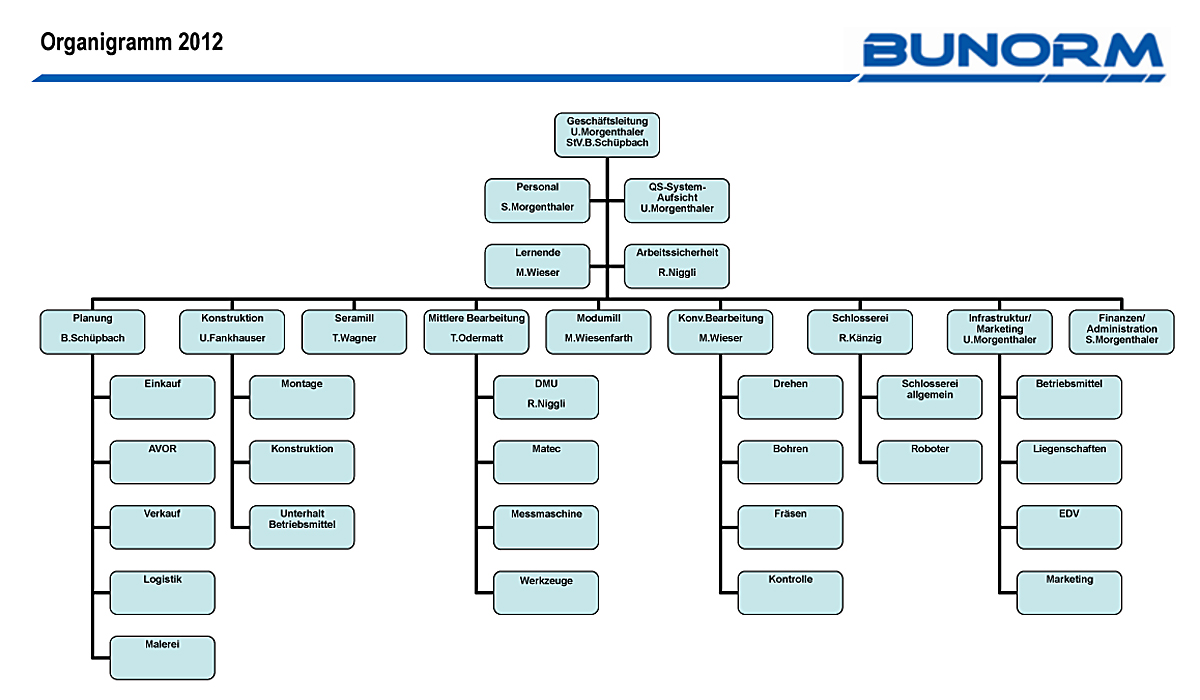 Organigramm 2012
BUNORM
Geschäftsleitung
U.Morgenthaler
StV.B.Schüpbach
Personal
S.Morgenthaler
QS-System-
Aufsicht
U.Morgenthaler
Lernende
M.Wieser
Arbeitssicherheit
R.Niggli
Planung
B.Schüpbach
Konstruktion
U.Fankhauser
Seramill
T.Wagner
Mittlere Bearbeitung
T.Odermatt
Modumill
M.Wiesenfarth
Konv.Bearbeitung
M.Wieser
Schlosserei
R.Känzig
Infrastruktur/
Marketing
U.Morgenthaler
Finanzen/
Administration
S.Morgenthaler
Einkauf
Montage
DMU
R.Niggli
Drehen
Schlosserei
allgemein
Betriebsmittel
AVOR
Konstruktion
Matec
Bohren
Roboter
Liegenschaften
Verkauf
Unterhalt
Betriebsmittel
Messmaschine
Fräsen
EDV
Logistik
Werkzeuge
Kontrolle
Marketing
Malerei